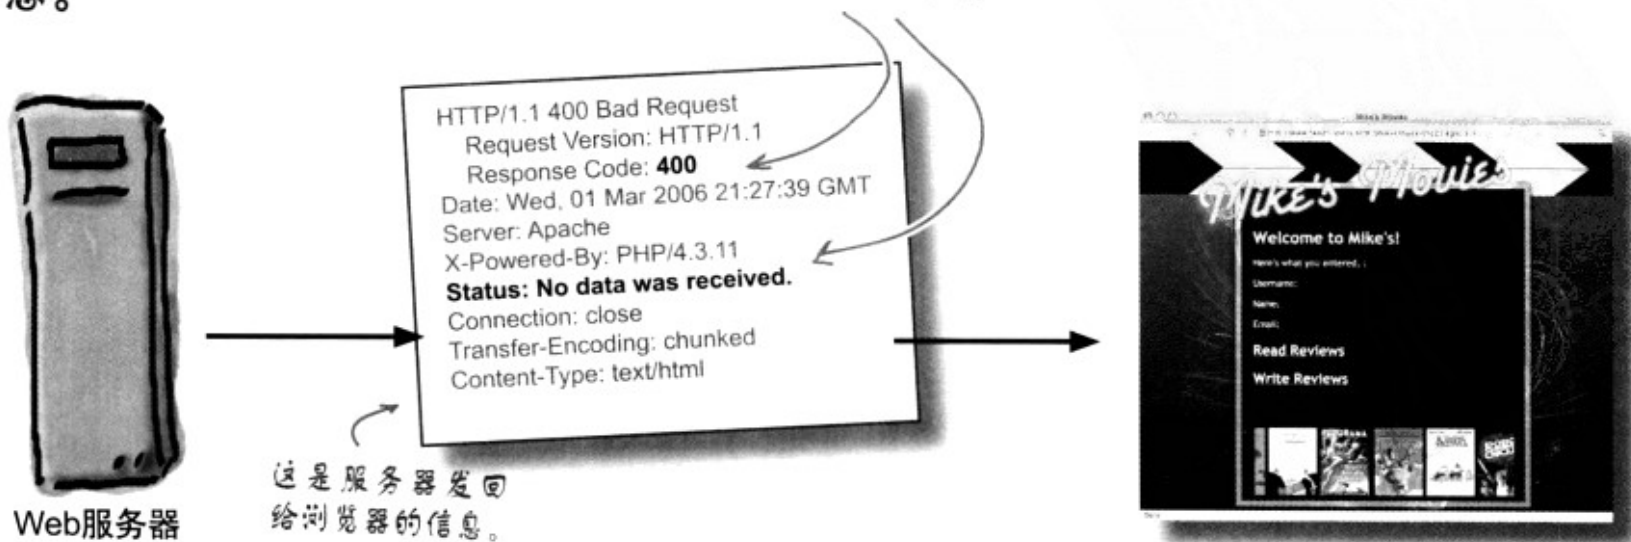 息。
HTTP/1.1 400 Bad Request
Request Version: HTTP/1.1
Response Code: 400
Date: Wed, 01 Mar 2006 21:27:39 GMT
Server: Apache
X-Powered-By: PHP/4.3.11
Status: No data was received.
Connection: close
Transfer-Encoding: chunked
Content-Type: text/html
这是服务器发回
给浏览器的信息。
Web服务器
Mike's Movies
Mike's Movies
Welcome to Mike's!
Here's what you entered. :
Username:
Name:
Email:
Read Reviews
Write Reviews